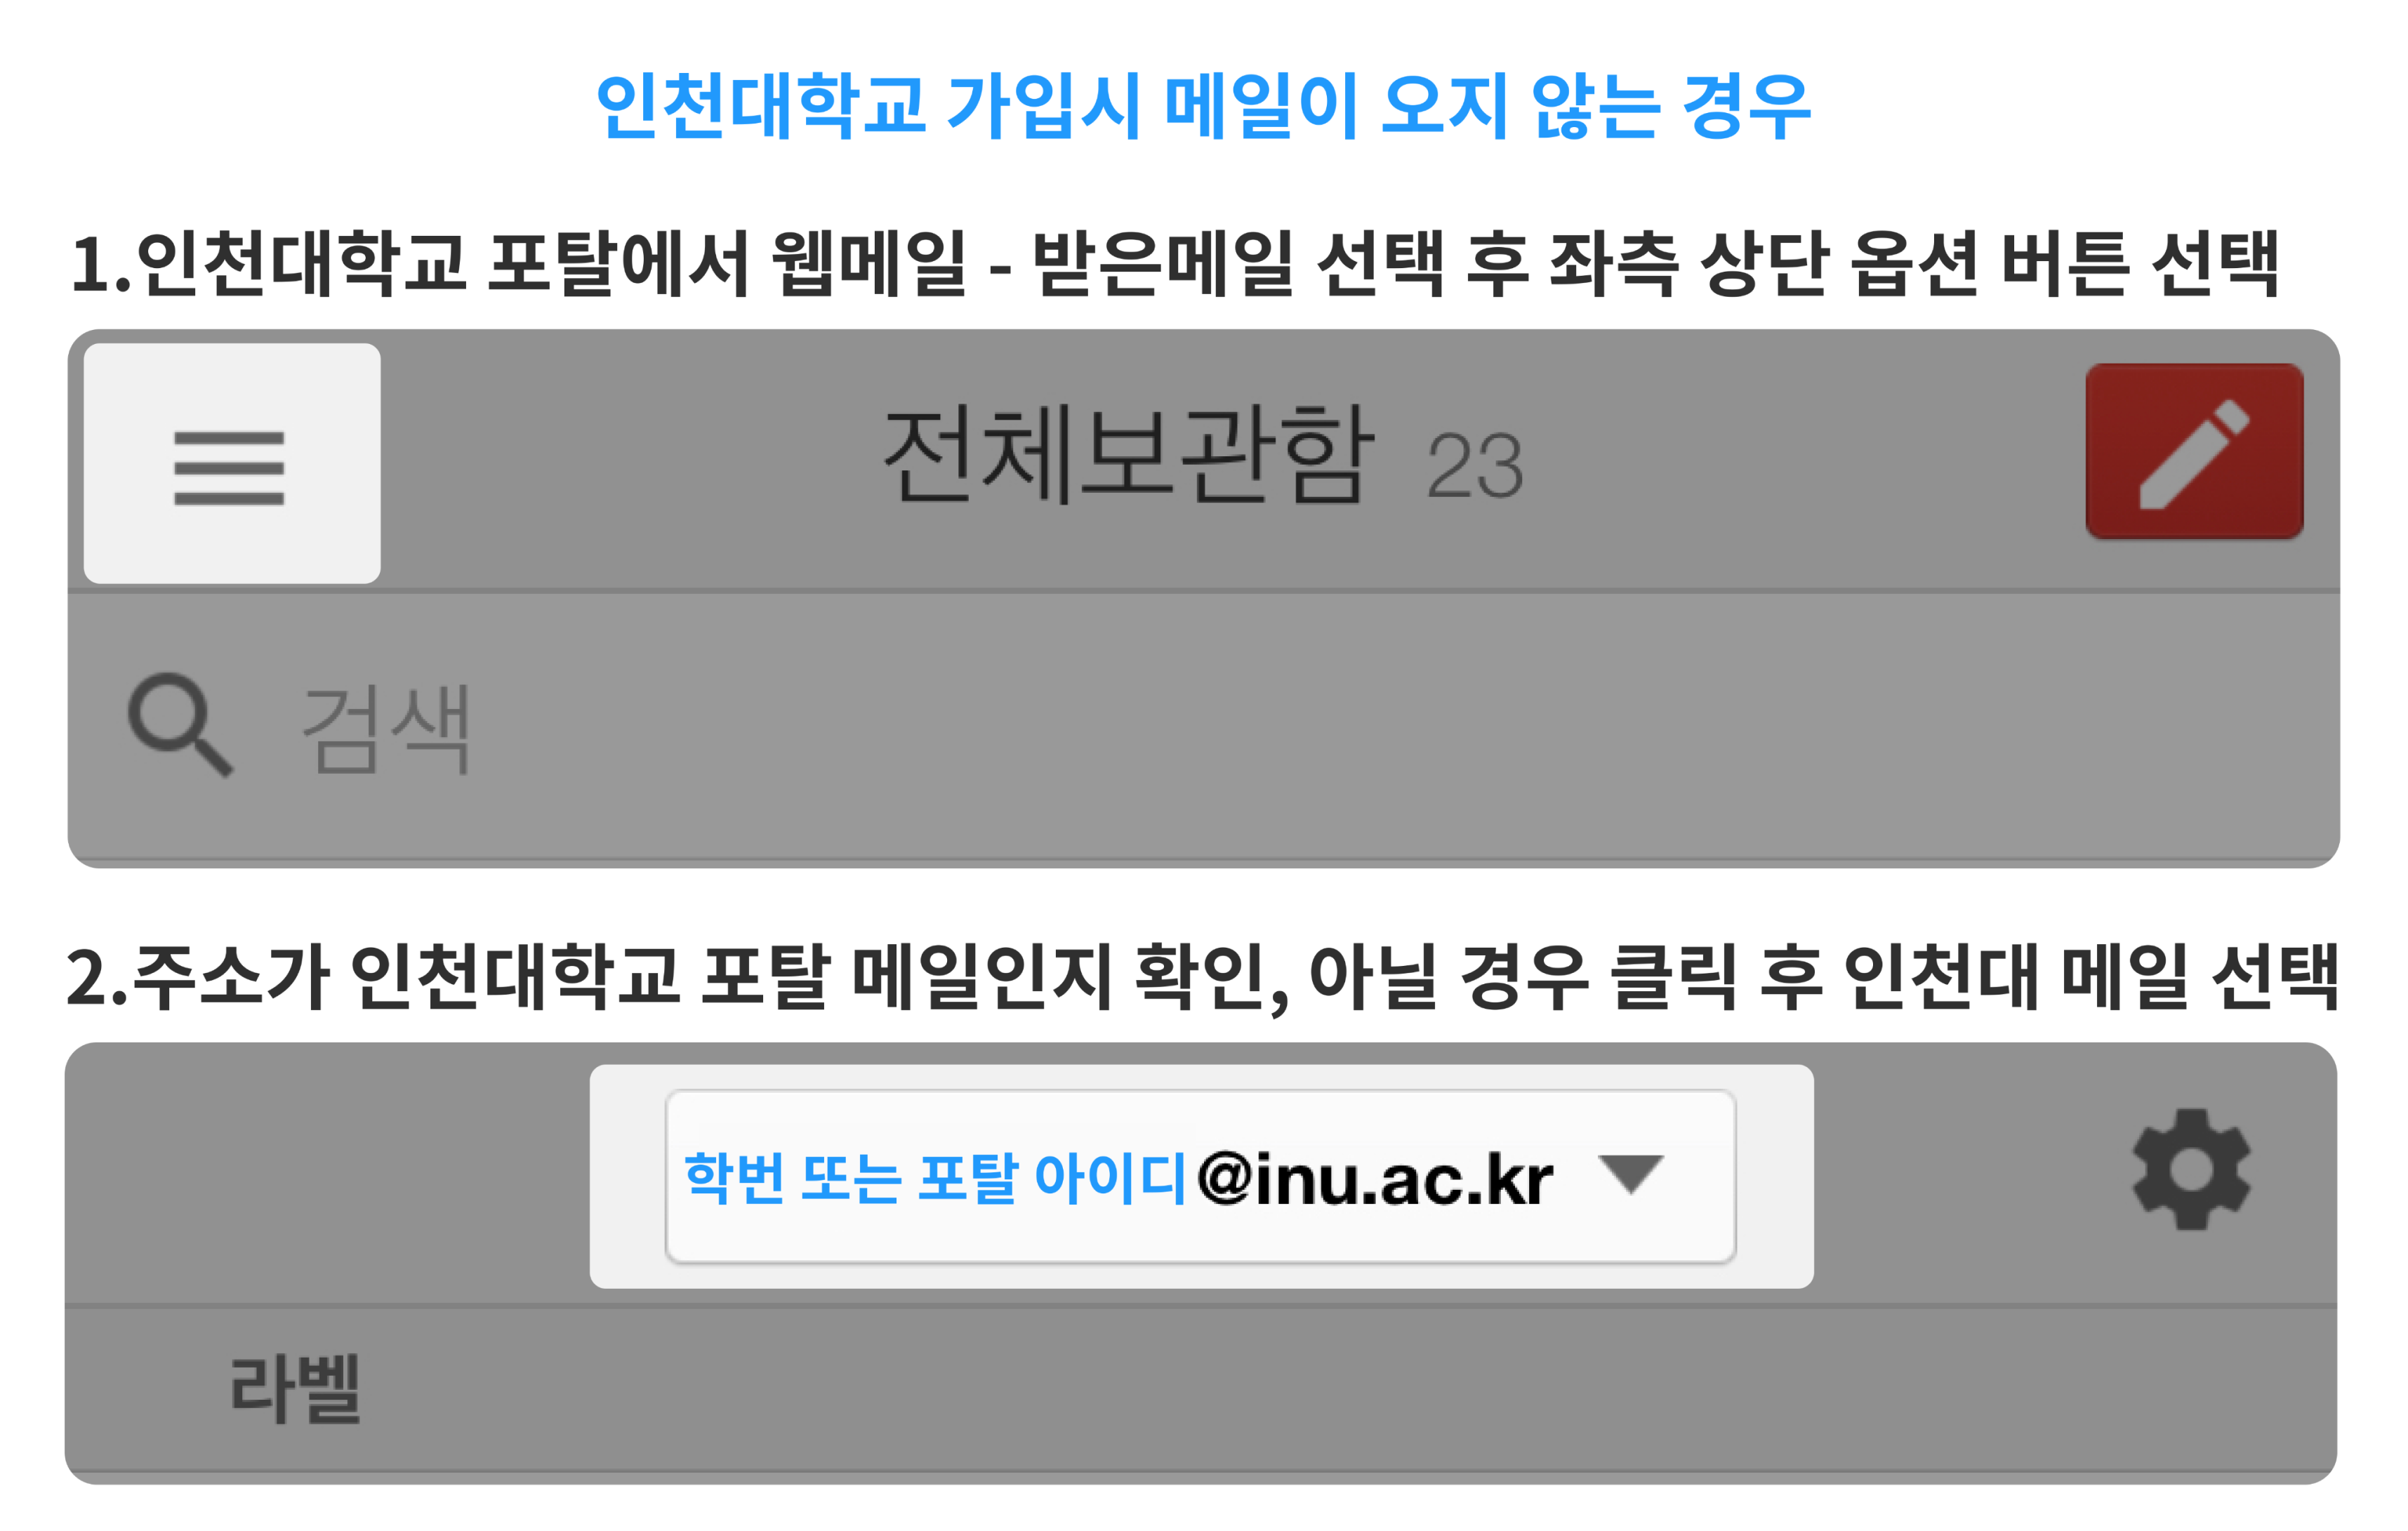 인천대학교 가입시 메일이 오지 않는 경우
1.인천대학교 포탈에서 웹메일 - 받은메일 선택 후 좌측 상단 옵션 버튼 선택
전체보관함 23
검색
2.주소가 인천대학교 포탈 메일인지 확인, 아닐 경우 클릭 후 인천대 메일 선택
학번 또는 포탈 아이디@inu.ac.kr
라벨